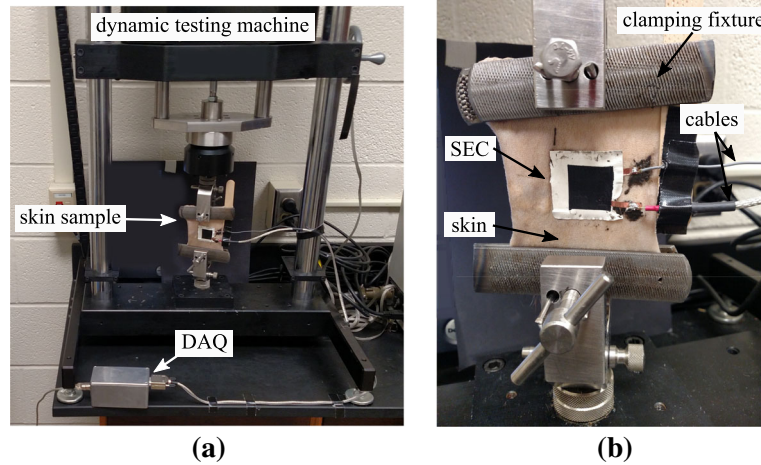 dynamic testing machine
skin sample
DAQ
(a)
clamping fixture
cables
SEC
skin
(b)